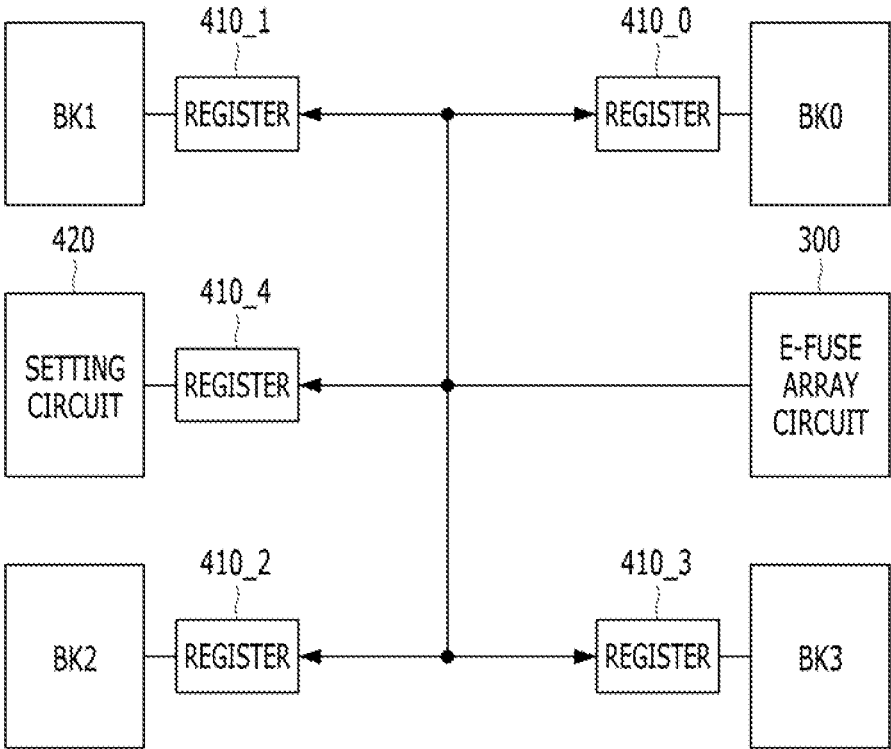 410_1
410_0
BK1
REGISTER
REGISTER
BK0
420
300
410_4
SETTING
CIRCUIT
REGISTER
E-FUSE
ARRAY
CIRCUIT
410_2
410_3
BK2
REGISTER
REGISTER
BK3